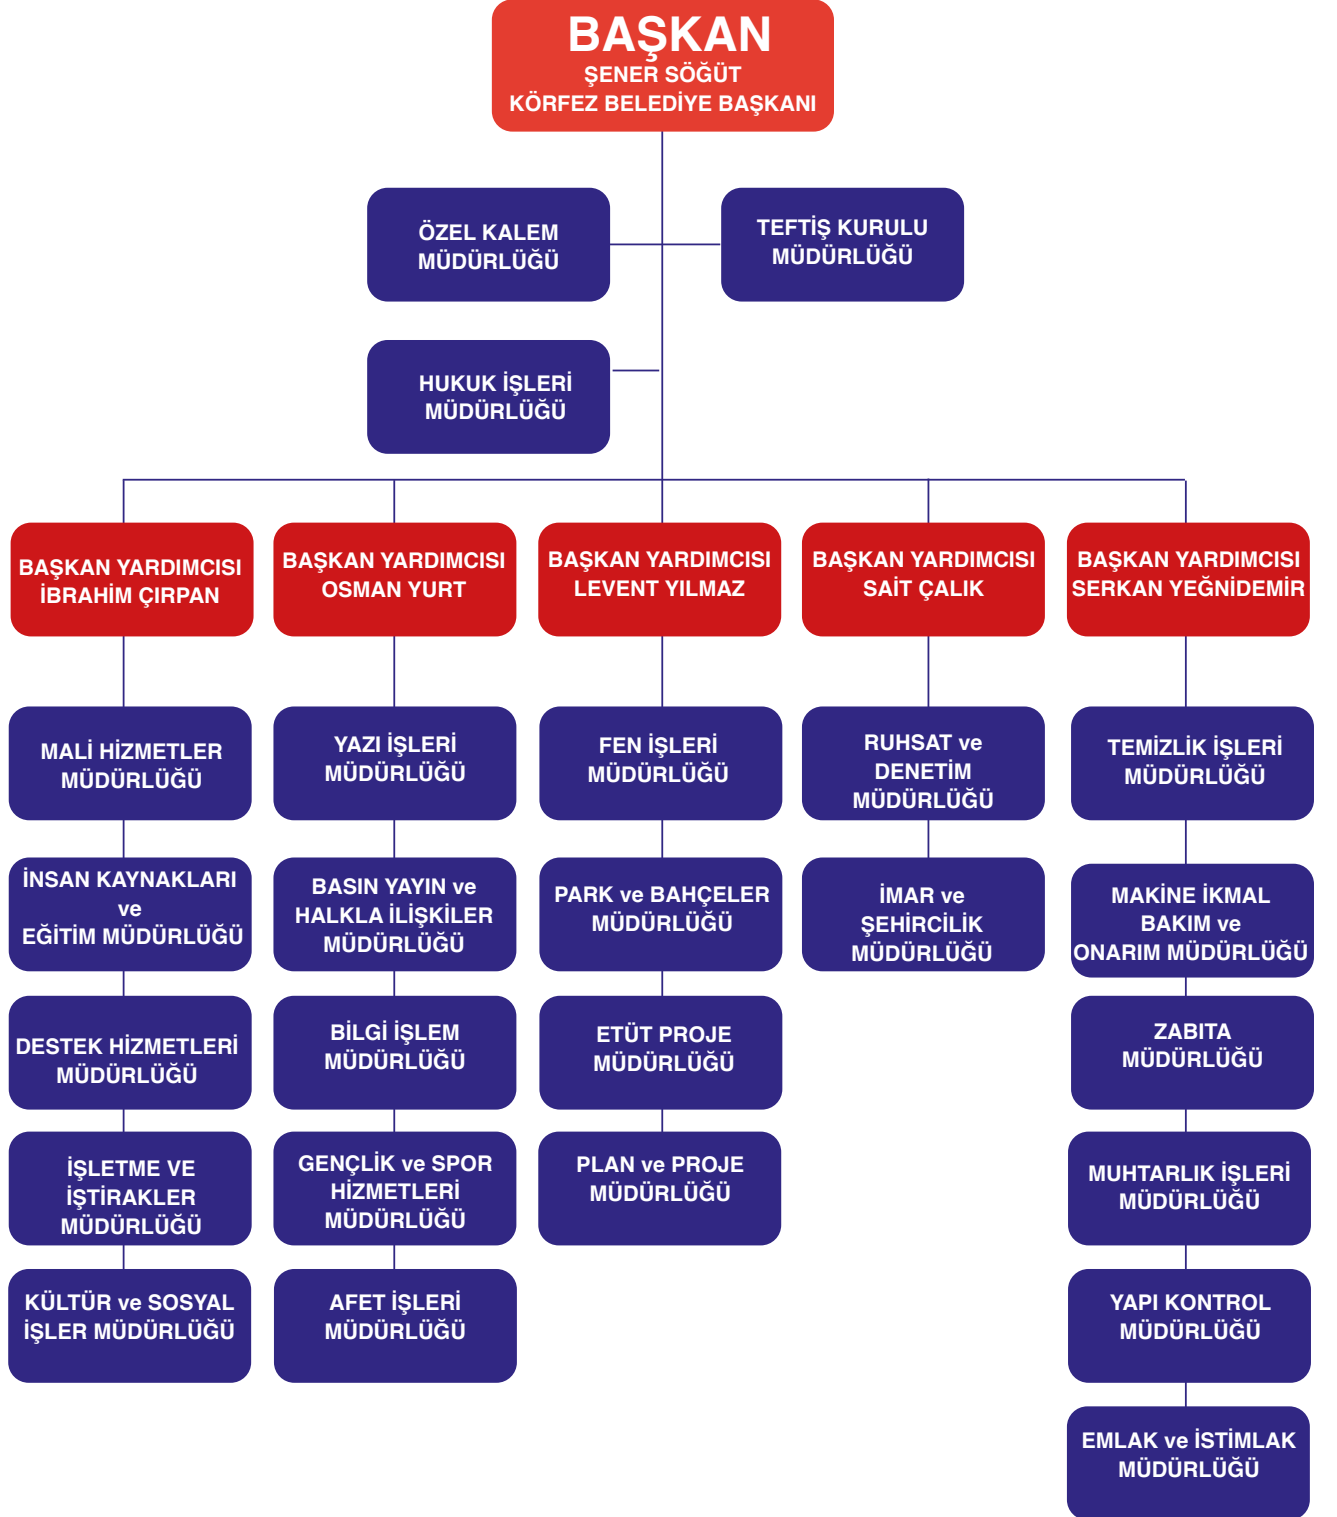 BAŞKAN
ŞENER SÖĞÜT
KÖRFEZ BELEDİYE BAŞKANI
ÖZEL KALEM
MÜDÜRLÜĞÜ
TEFTİŞ KURULU
MÜDÜRLÜĞÜ
HUKUK İŞLERİ
MÜDÜRLÜĞÜ
BAŞKAN YARDIMCISI
İBRAHİM ÇIRPAN
BAŞKAN YARDIMCISI
OSMAN YURT
BAŞKAN YARDIMCISI
LEVENT YILMAZ
BAŞKAN YARDIMCISI
SAİT ÇALIK
BAŞKAN YARDIMCISI
SERKAN YEĞNİDEMİR
MALİ HİZMETLER
MÜDÜRLÜĞÜ
YAZI İŞLERİ
MÜDÜRLÜĞÜ
FEN İŞLERİ
MÜDÜRLÜĞÜ
RUHSAT ve
DENETİM
MÜDÜRLÜĞÜ
TEMİZLİK İŞLERİ
MÜDÜRLÜĞÜ
İNSAN KAYNAKLARI
ve
EĞİTİM MÜDÜRLÜĞÜ
BASIN YAYIN ve
HALKLA İLİŞKİLER
MÜDÜRLÜĞÜ
PARK ve BAHÇELER
MÜDÜRLÜĞÜ
İMAR ve
ŞEHİRCİLİK
MÜDÜRLÜĞÜ
MAKİNE İKMAL
BAKIM ve
ONARIM MÜDÜRLÜĞÜ
DESTEK HİZMETLERİ
MÜDÜRLÜĞÜ
BİLGİ İŞLEM
MÜDÜRLÜĞÜ
ETÜT PROJE
MÜDÜRLÜĞÜ
ZABITA
MÜDÜRLÜĞÜ
İŞLETME VE
İŞTİRAKLER
MÜDÜRLÜĞÜ
GENÇLİK ve SPOR
HİZMETLERİ
MÜDÜRLÜĞÜ
PLAN ve PROJE
MÜDÜRLÜĞÜ
MUHTARLIK İŞLERİ
MÜDÜRLÜĞÜ
KÜLTÜR ve SOSYAL
İŞLER MÜDÜRLÜĞÜ
AFET İŞLERİ
MÜDÜRLÜĞÜ
YAPI KONTROL
MÜDÜRLÜĞÜ
EMLAK ve İSTİMLAK
MÜDÜRLÜĞÜ